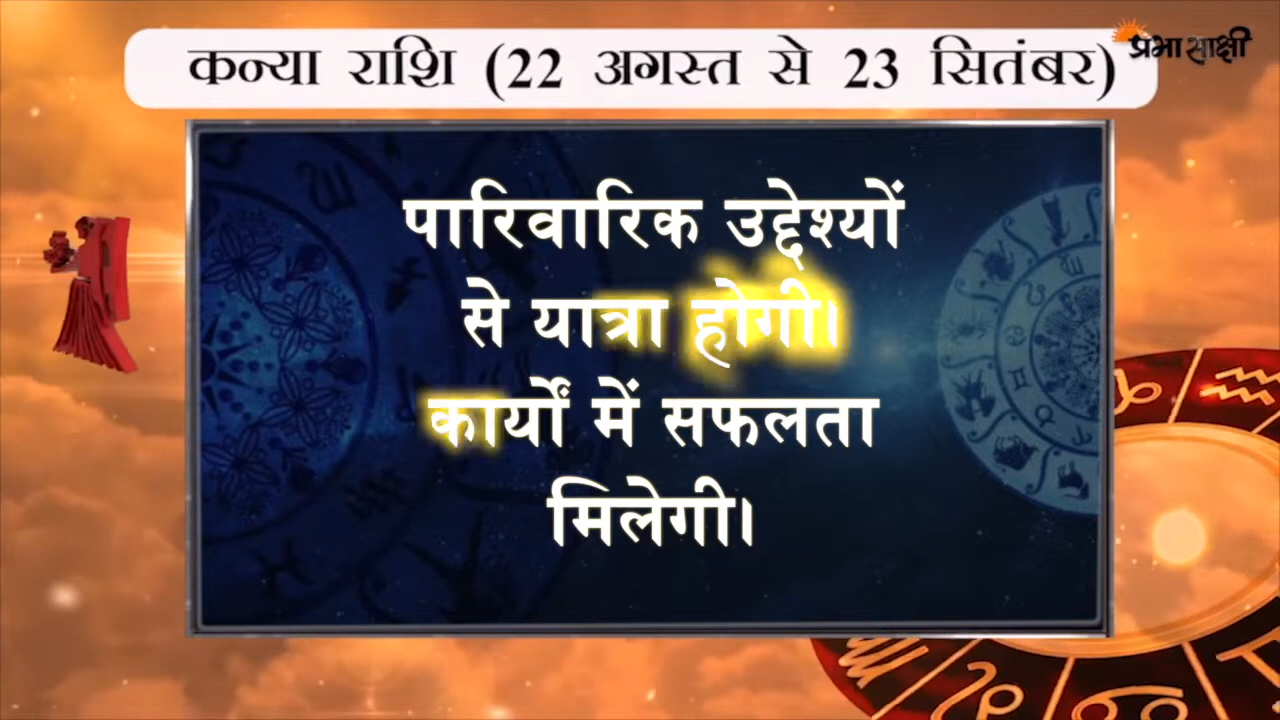 कन्या राशि (22 अगस्त से 23 सितंबर)
प्रभा साक्षी
पारिवारिक उद्देश्यों
से यात्रा होगी।
कार्यों में सफलता
मिलेगी।